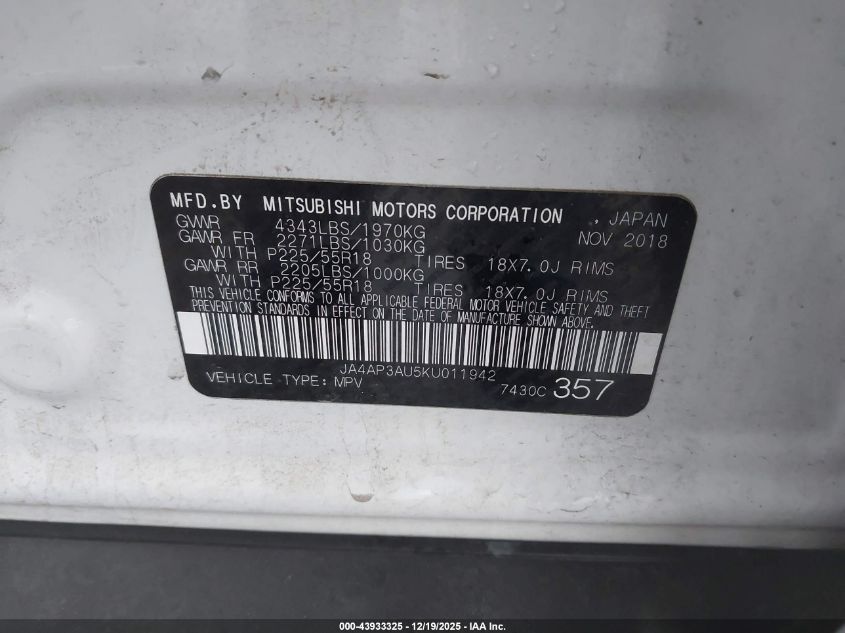 MFD.BY MITSUBISHI MOTORS CORPORATION , JAPAN
GVWR 4343LBS/1970KG NOV 2018
GAWR FR 2271LBS/1030KG
WITH P225/55R18 TIRES 18X7.0J RIMS
GAWR RR 2205LBS/1000KG
WITH P225/55R18 TIRES 18X7.0J RIMS
THIS VEHICLE CONFORMS TO ALL APPLICABLE FEDERAL MOTOR VEHICLE SAFETY AND THEFT
PREVENTION STANDARDS IN EFFECT ON THE DATE OF MANUFACTURE SHOWN ABOVE.
JA4AP3AU5KU011942
VEHICLE TYPE: MPV 7430C 357
000-43933325 - 12/19/2025 - IAA Inc.